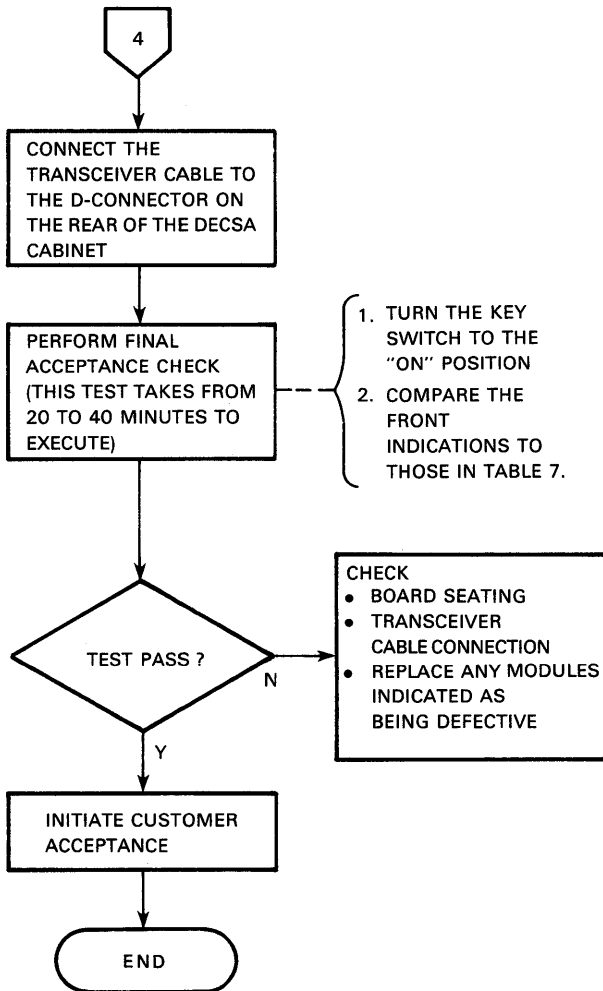 4
CONNECT THE
TRANSCEIVER CABLE TO
THE D-CONNECTOR ON
THE REAR OF THE DECSA
CABINET
PERFORM FINAL
ACCEPTANCE CHECK
(THIS TEST TAKES FROM
20 TO 40 MINUTES TO
EXECUTE)
1. TURN THE KEY
SWITCH TO THE
"ON" POSITION
2. COMPARE THE
FRONT
INDICATIONS TO
THOSE IN TABLE 7.
TEST PASS ?
N
Y
CHECK
• BOARD SEATING
• TRANSCEIVER
CABLE CONNECTION
• REPLACE ANY MODULES
INDICATED AS
BEING DEFECTIVE
INITIATE CUSTOMER
ACCEPTANCE
END